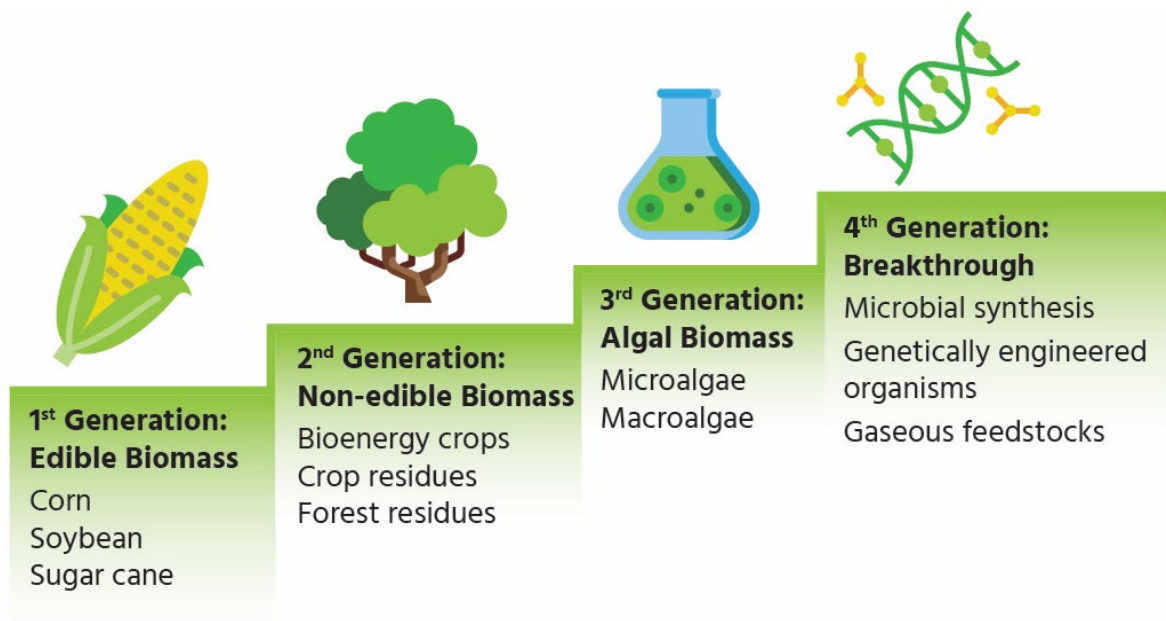 1st Generation:
Edible Biomass
Corn
Soybean
Sugar cane
2nd Generation:
Non-edible Biomass
Bioenergy crops
Crop residues
Forest residues
3rd Generation:
Algal Biomass
Microalgae
Macroalgae
4th Generation:
Breakthrough
Microbial synthesis
Genetically engineered
organisms
Gaseous feedstocks